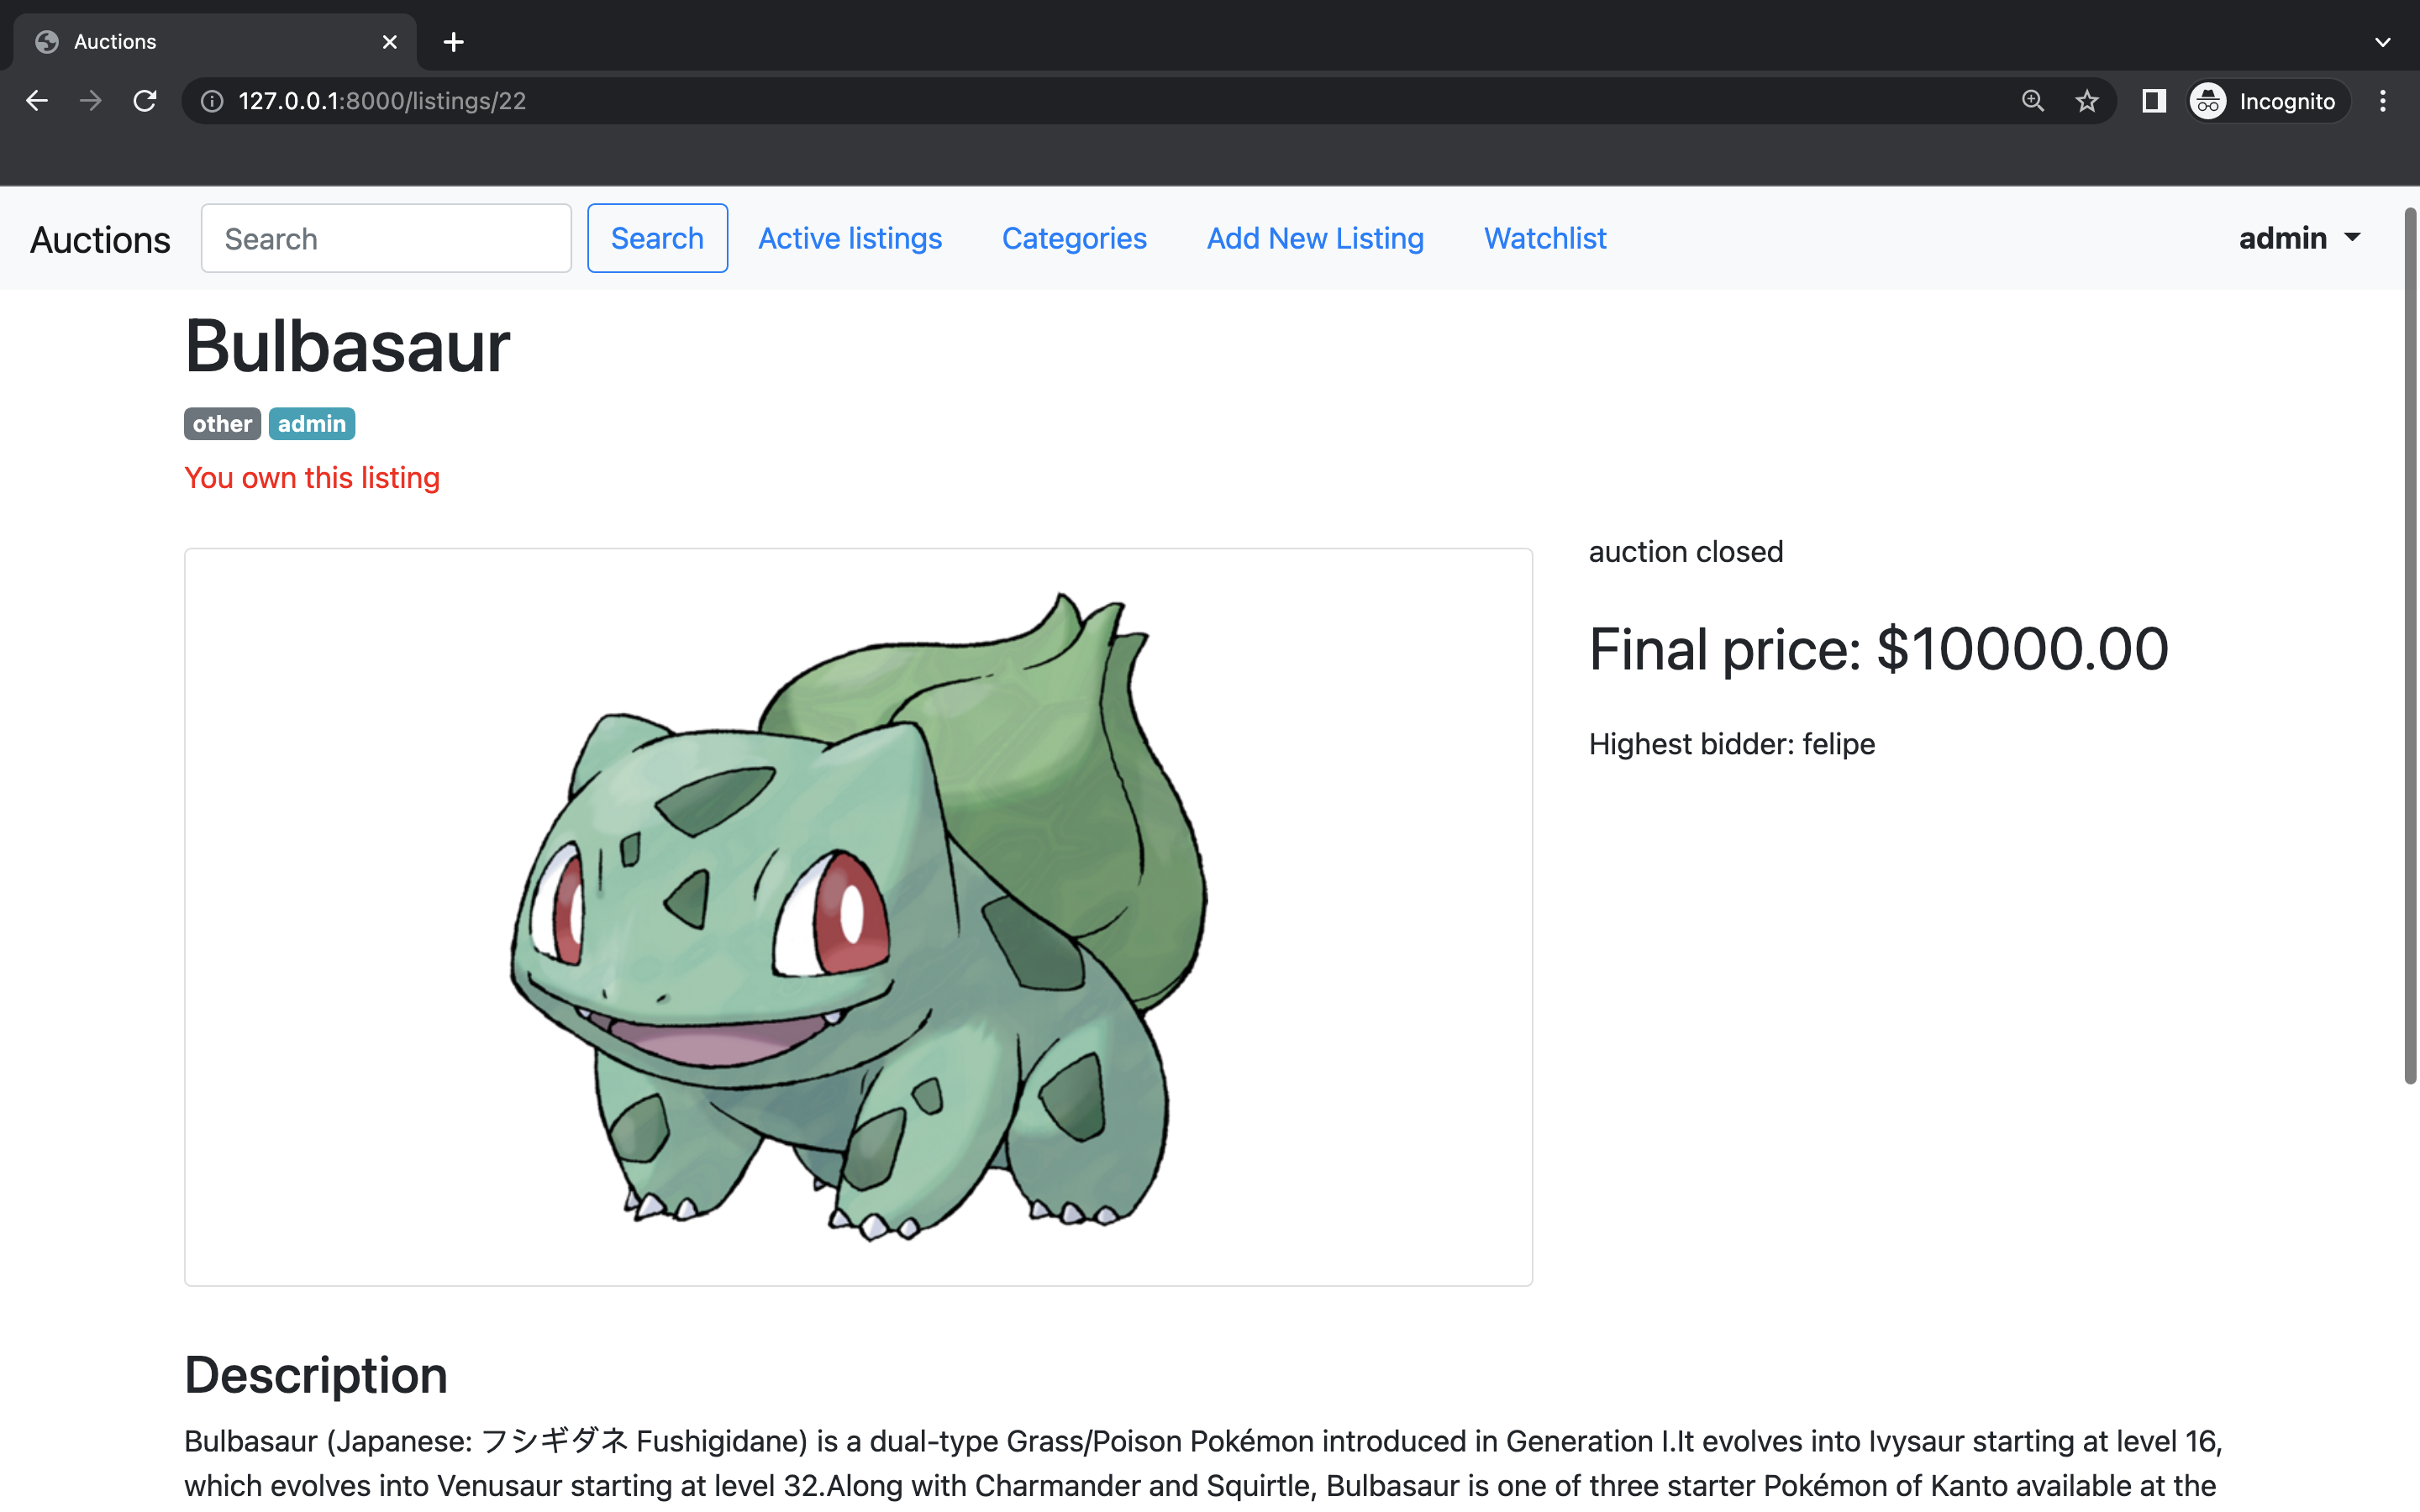 Auctions
127.0.0.1:8000/listings/22
Incognito
Auctions Search Search Active listings Categories Add New Listing Watchlist admin
Bulbasaur
other admin
You own this listing
auction closed
Final price: $10000.00
Highest bidder: felipe
Description
Bulbasaur (Japanese: フシギダネ Fushigidane) is a dual-type Grass/Poison Pokémon introduced in Generation I.It evolves into Ivysaur starting at level 16,
which evolves into Venusaur starting at level 32.Along with Charmander and Squirtle, Bulbasaur is one of three starter Pokémon of Kanto available at the